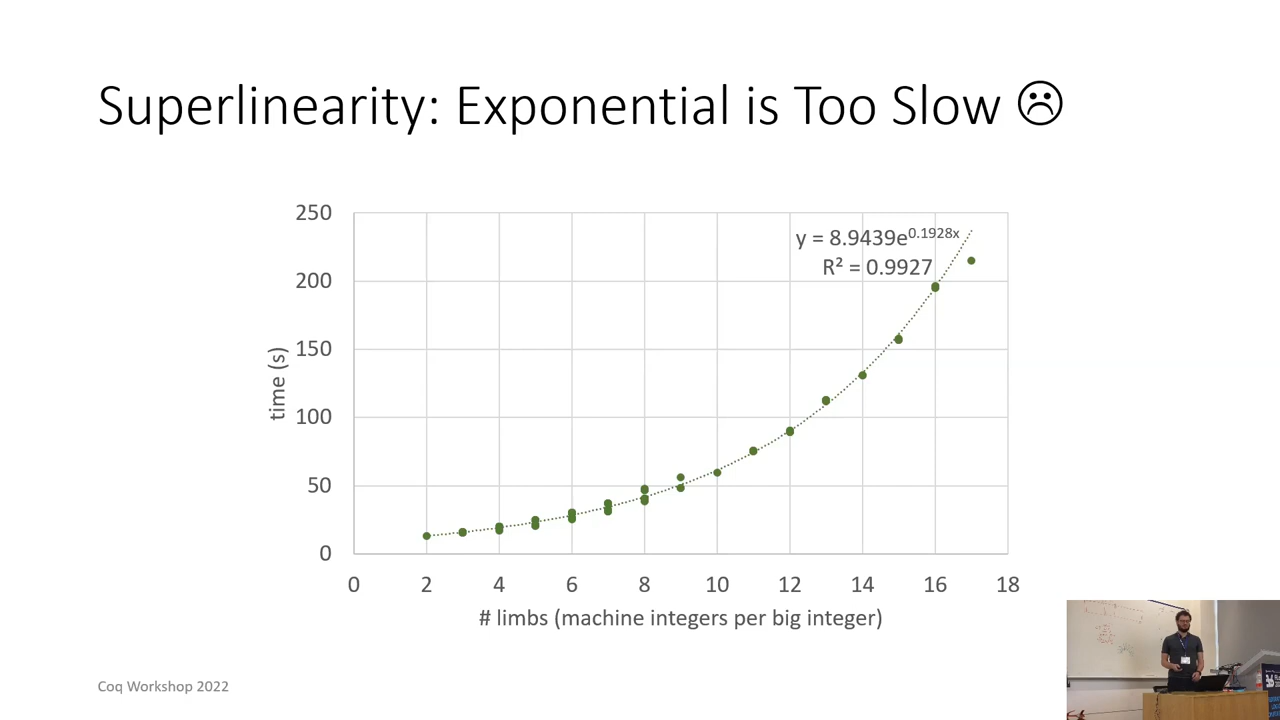 Superlinearity: Exponential is Too Slow ☹
250
200
150
100
50
0
time (s)
y = 8.9439e^0.1928x
R² = 0.9927
0 2 4 6 8 10 12 14 16 18
# limbs (machine integers per big integer)
Coq Workshop 2022